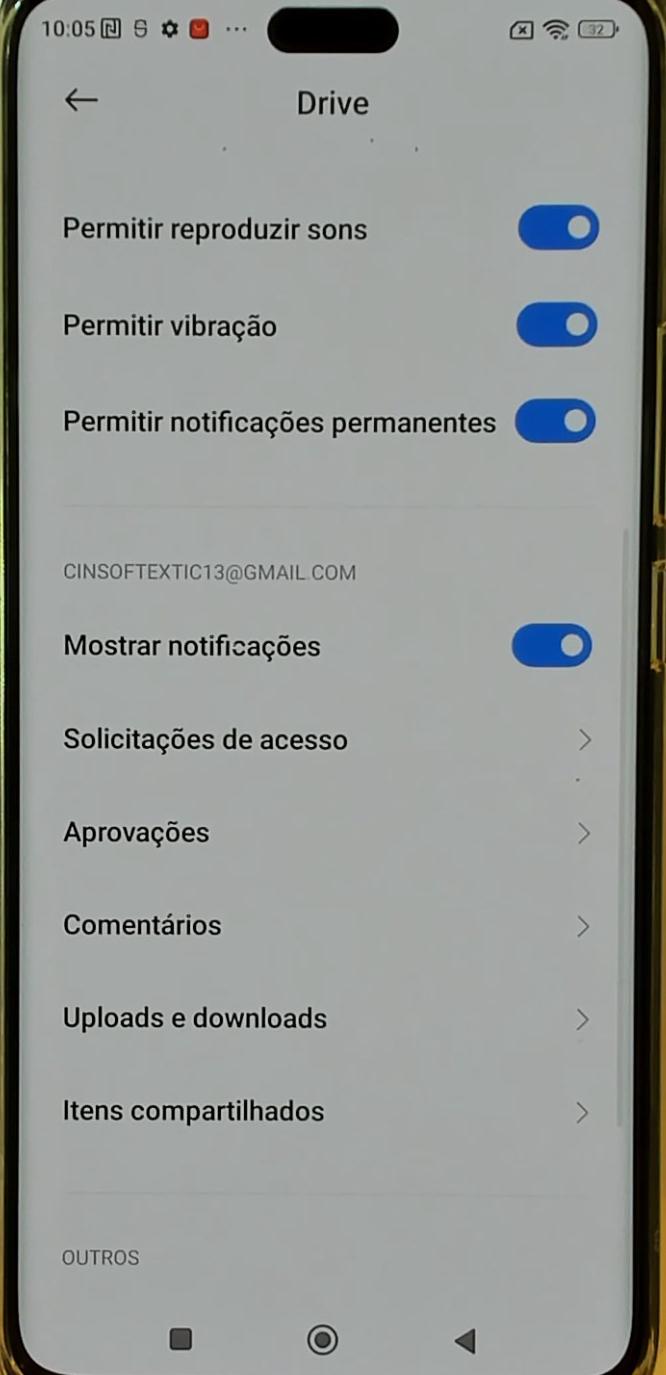 10:05
32
Drive
Permitir reproduzir sons
Permitir vibração
Permitir notificações permanentes
CINSOFTEXTIC13@GMAIL.COM
Mostrar notificações
Solicitações de acesso
Aprovações
Comentários
Uploads e downloads
Itens compartilhados
OUTROS